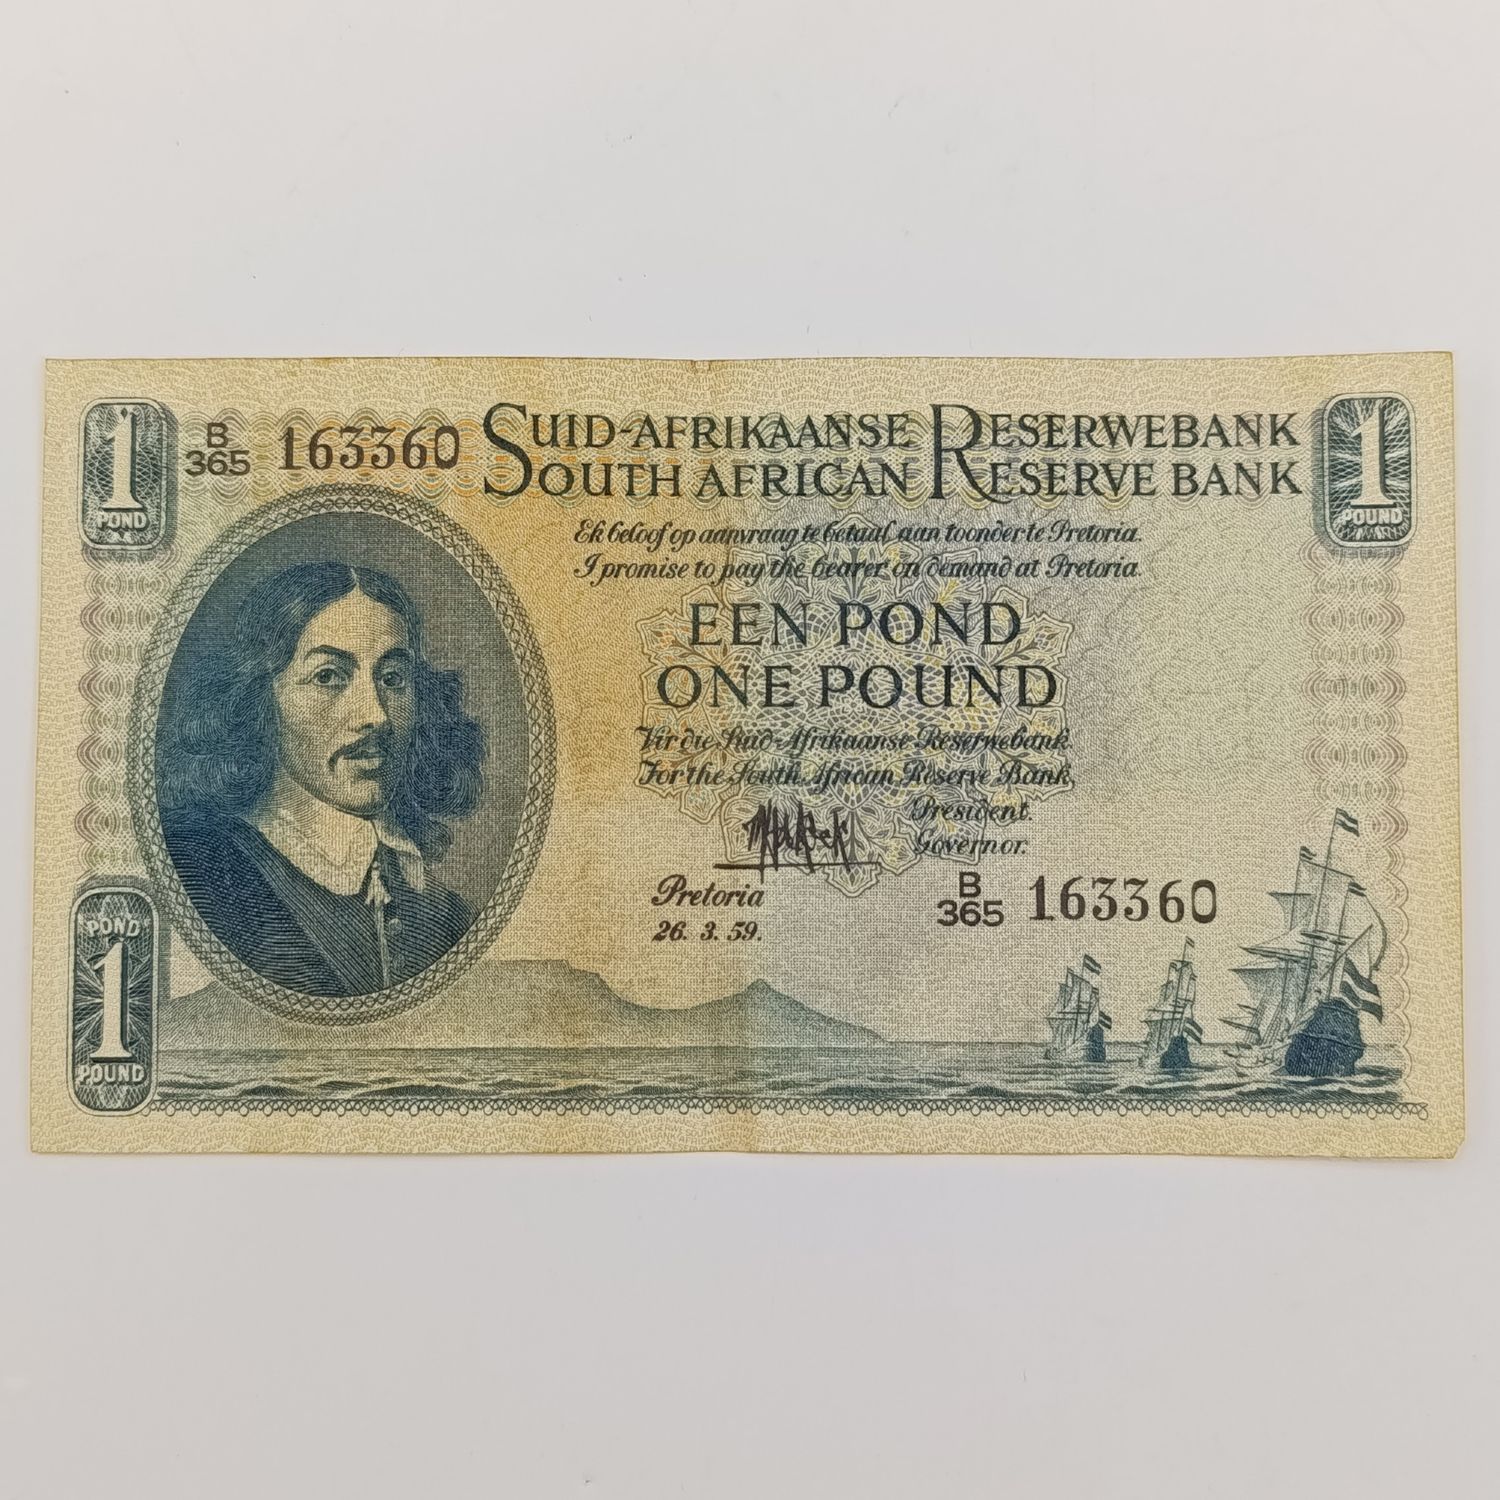 1
POND
B
365 163360
SUID-AFRIKAANSE RESERWEBANK
SOUTH AFRICAN RESERVE BANK
1
POUND
Ek beloof op aanvraag te betaal aan toonder te Pretoria.
I promise to pay the bearer on demand at Pretoria.
EEN POND
ONE POUND
Vir die Suid-Afrikaanse Reserwebank
For the South African Reserve Bank
President.
Governor.
Pretoria
26. 3. 59.
B
365 163360
POND
1
POUND